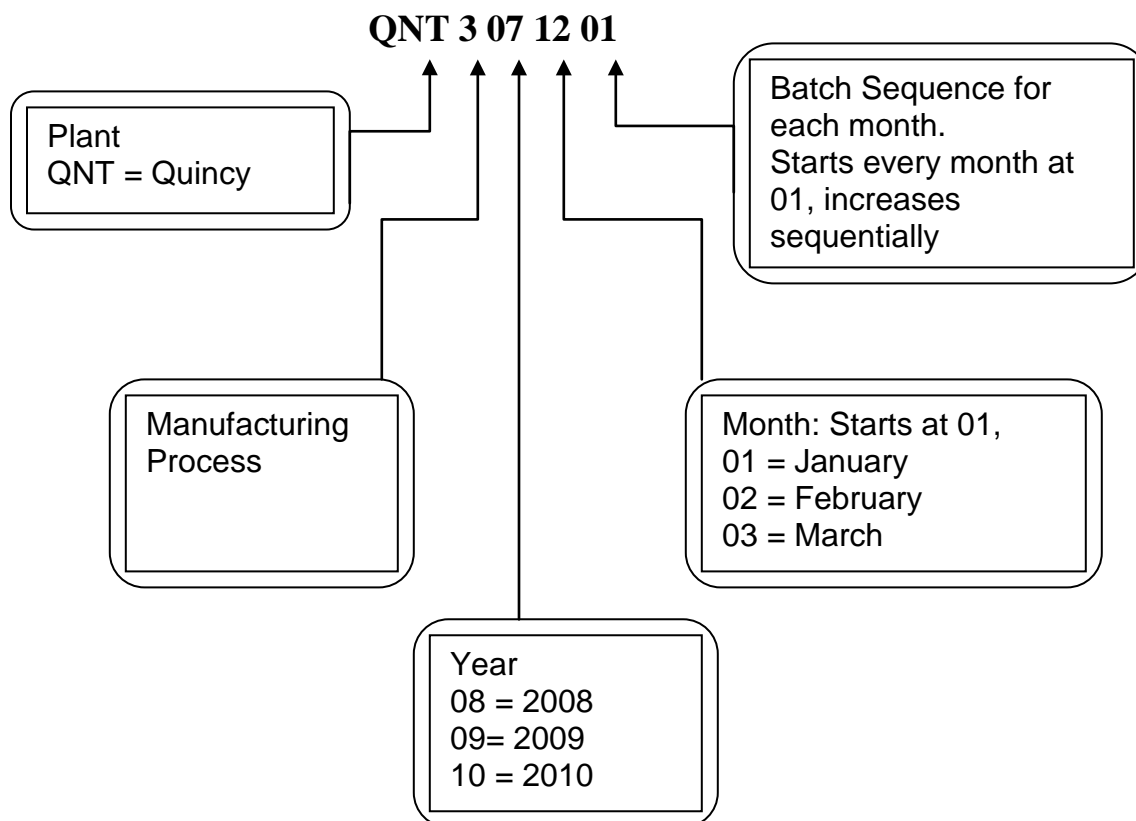 QNT 3 07 12 01
Plant
QNT = Quincy
Batch Sequence for
each month.
Starts every month at
01, increases
sequentially
Manufacturing
Process
Month: Starts at 01,
01 = January
02 = February
03 = March
Year
08 = 2008
09= 2009
10 = 2010